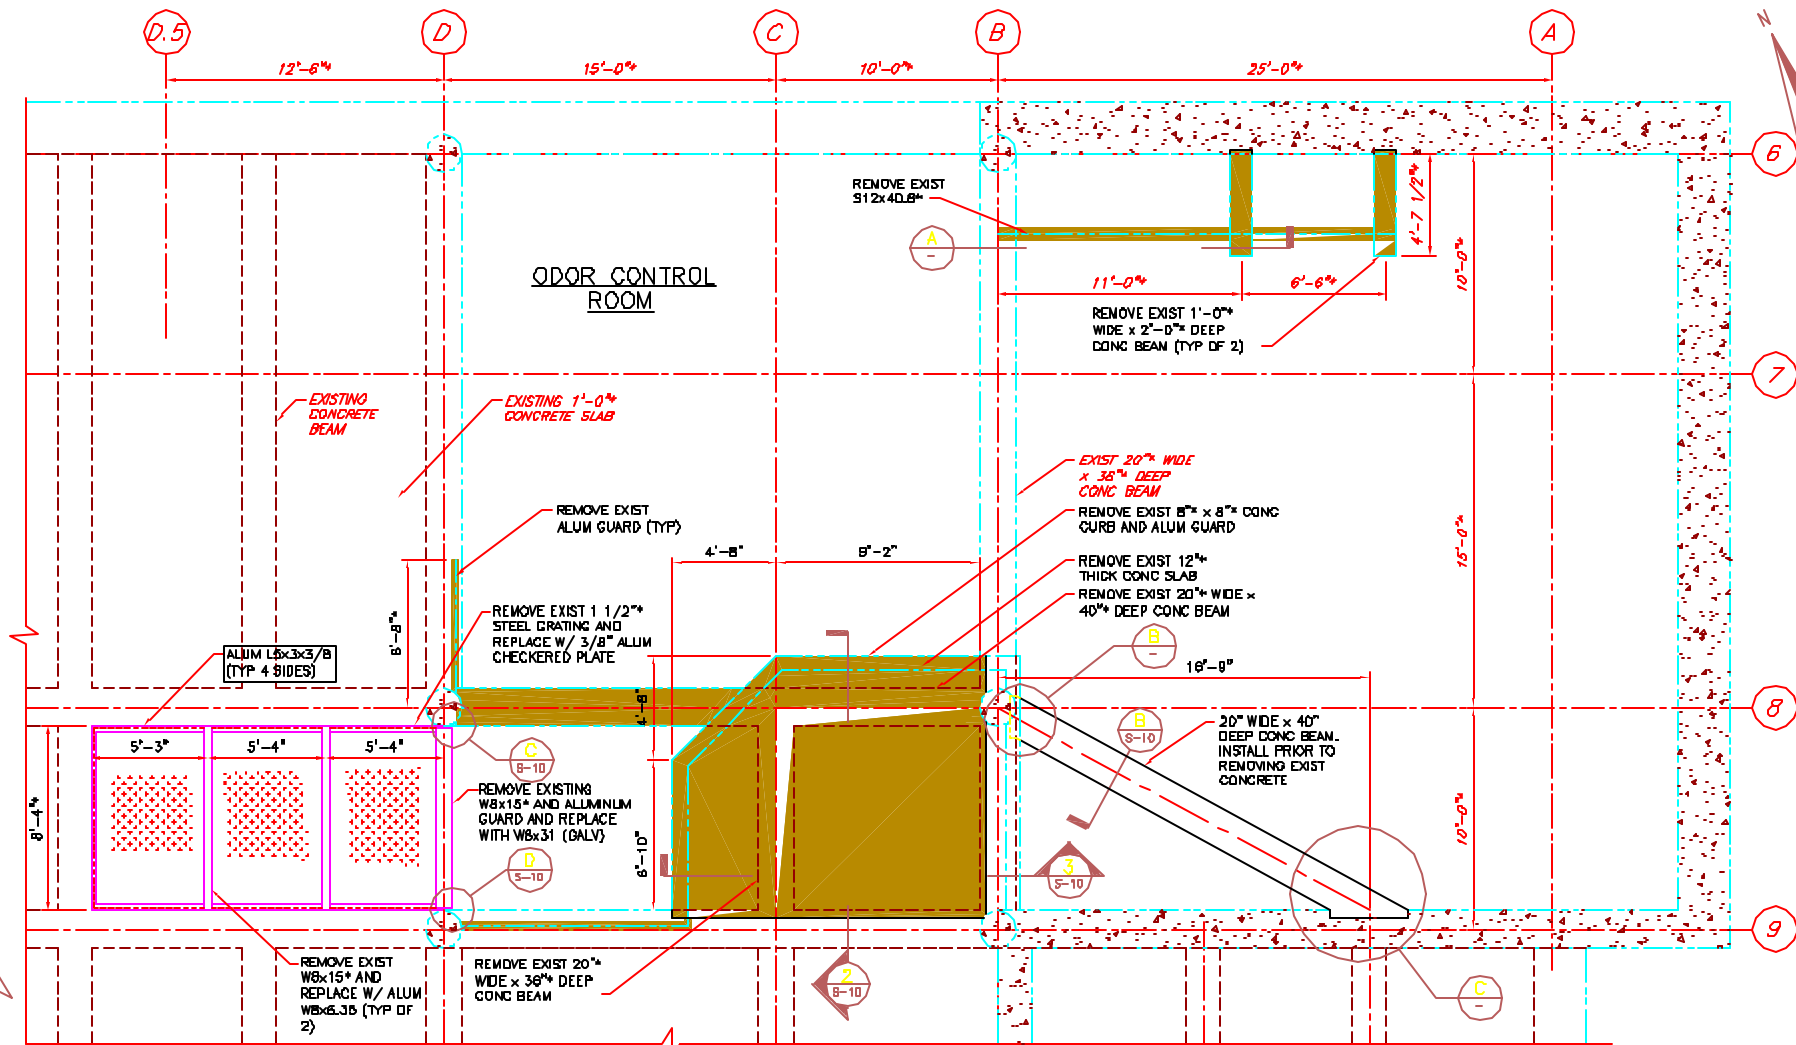 D.5
D
C
B
A
N
12'-6"±
15'-0"±
10'-0"±
25'-0"±
6
REMOVE EXIST
S12x40.8±
A
-
4'-7 1/2"±
10'-0"±
ODOR CONTROL
ROOM
11'-0"±
6'-6"±
REMOVE EXIST 1'-0"±
WIDE x 2'-0"± DEEP
CONC BEAM (TYP OF 2)
7
EXISTING
CONCRETE
BEAM
EXISTING 1'-0"±
CONCRETE SLAB
EXIST 20"± WIDE
x 36"± DEEP
CONC BEAM
REMOVE EXIST 8"± x 8"± CONC
CURB AND ALUM GUARD
REMOVE EXIST
ALUM GUARD (TYP)
4'-8"
9'-2"
15'-0"±
REMOVE EXIST 12"±
THICK CONC SLAB
REMOVE EXIST 20"± WIDE x
40"± DEEP CONC BEAM
REMOVE EXIST 1 1/2"±
STEEL GRATING AND
REPLACE W/ 3/8" ALUM
CHECKERED PLATE
ALUM L5x3x3/8
(TYP 4 SIDES)
B
-
16'-9"
4'-8"
8
20" WIDE x 40"
DEEP CONC BEAM.
INSTALL PRIOR TO
REMOVING EXIST
CONCRETE
B
S-10
5'-3"
5'-4"
5'-4"
C
S-10
REMOVE EXISTING
W8x15± AND ALUMINUM
GUARD AND REPLACE
WITH W8x31 (GALV)
8'-4"±
6'-10"
10'-0"±
D
S-10
3
S-10
9
REMOVE EXIST
W8x15± AND
REPLACE W/ ALUM
W8x6.35 (TYP OF
2)
REMOVE EXIST 20"±
WIDE x 36"± DEEP
CONC BEAM
2
S-10
C
-